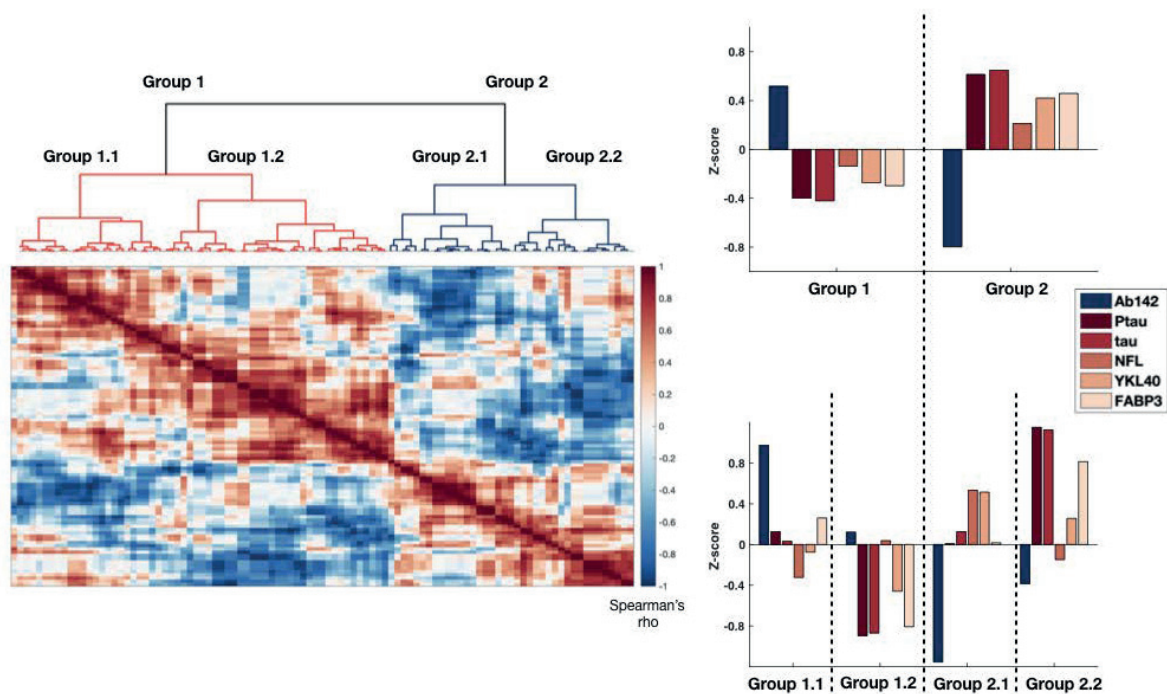 Group 1
Group 2
Group 1.1
Group 1.2
Group 2.1
Group 2.2
1
0.8
0.6
0.4
0.2
0
-0.2
-0.4
-0.6
-0.8
-1
Spearman's
rho
0.8
0.4
0
-0.4
-0.8
Z-score
Group 1
Group 2
Ab142
Ptau
tau
NFL
YKL40
FABP3
0.8
0.4
0
-0.4
-0.8
Z-score
Group 1.1
Group 1.2
Group 2.1
Group 2.2